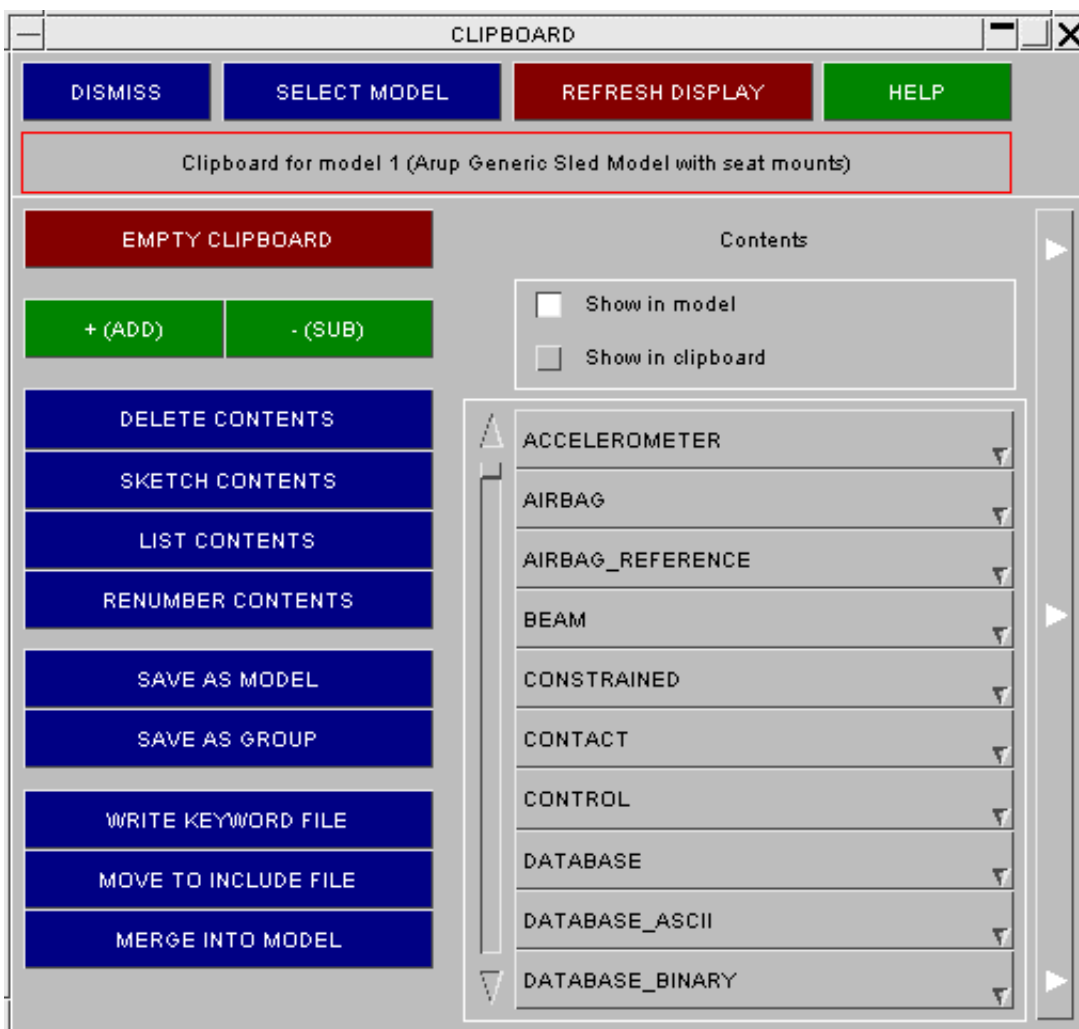 CLIPBOARD
DISMISS SELECT MODEL REFRESH DISPLAY HELP
Clipboard for model 1 (Arup Generic Sled Model with seat mounts)
EMPTY CLIPBOARD
+ (ADD) - (SUB)
DELETE CONTENTS
SKETCH CONTENTS
LIST CONTENTS
RENUMBER CONTENTS
SAVE AS MODEL
SAVE AS GROUP
WRITE KEYWORD FILE
MOVE TO INCLUDE FILE
MERGE INTO MODEL
Contents
Show in model
Show in clipboard
ACCELEROMETER
AIRBAG
AIRBAG_REFERENCE
BEAM
CONSTRAINED
CONTACT
CONTROL
DATABASE
DATABASE_ASCII
DATABASE_BINARY